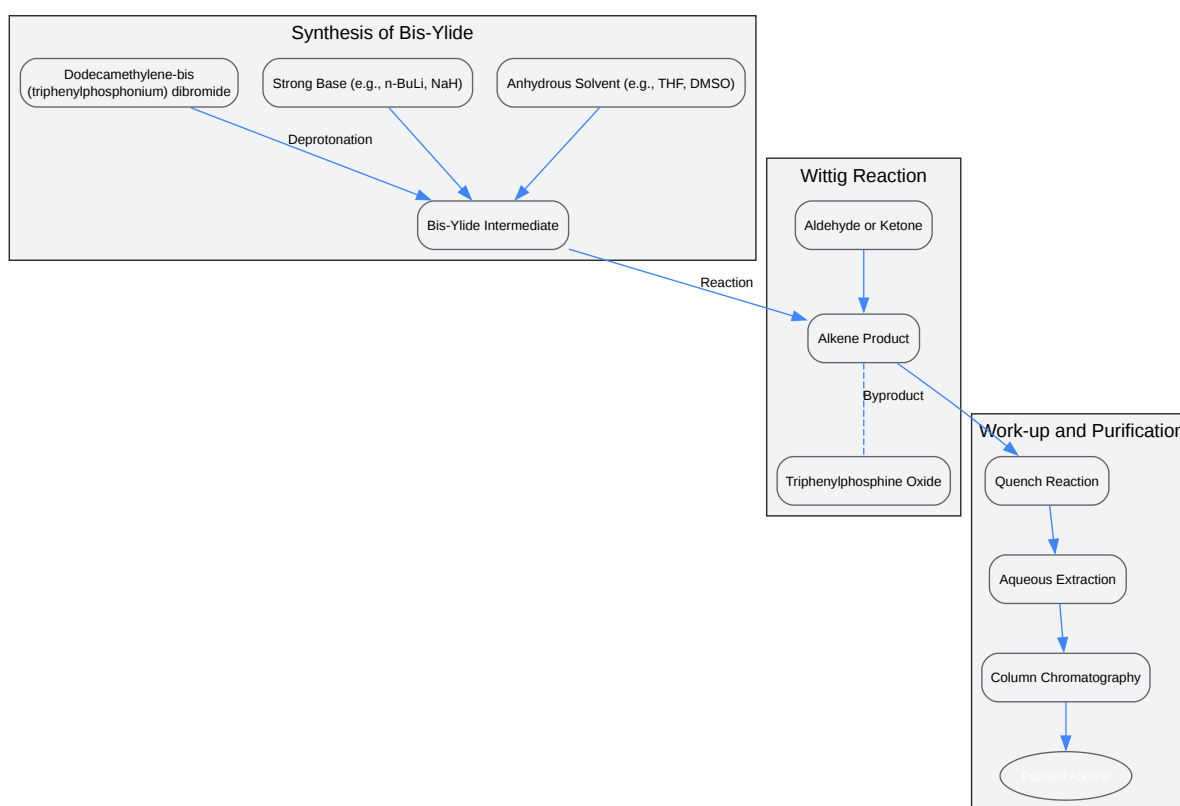 Synthesis of Bis-Ylide
Dodecamethylene-bis
(triphenylphosphonium) dibromide
Strong Base (e.g., n-BuLi, NaH)
Anhydrous Solvent (e.g., THF, DMSO)
Deprotonation
Bis-Ylide Intermediate
Wittig Reaction
Aldehyde or Ketone
Reaction
Alkene Product
Byproduct
Triphenylphosphine Oxide
Work-up and Purification
Quench Reaction
Aqueous Extraction
Column Chromatography
Purified Alkene